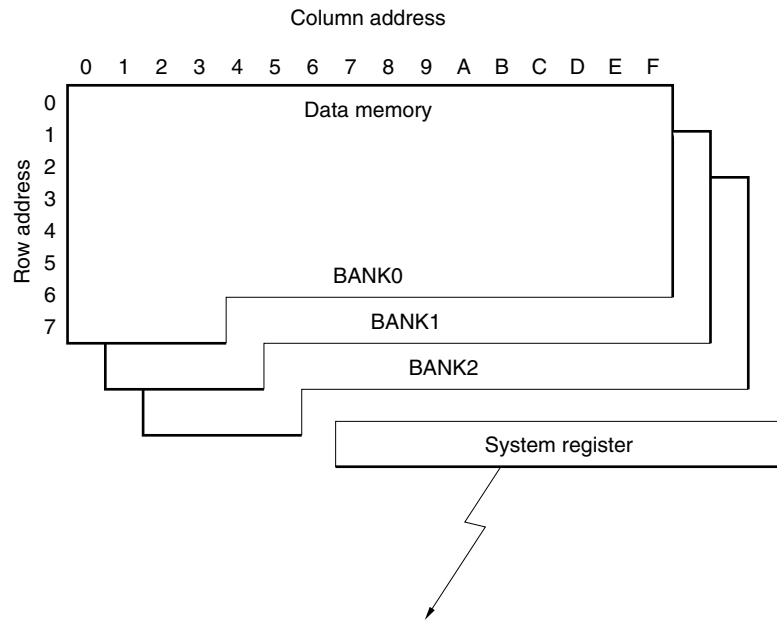 Column address
0 1 2 3 4 5 6 7 8 9 A B C D E F
Row address
0
Data memory
1
2
3
4
5
BANK0
6
BANK1
7
BANK2
System register